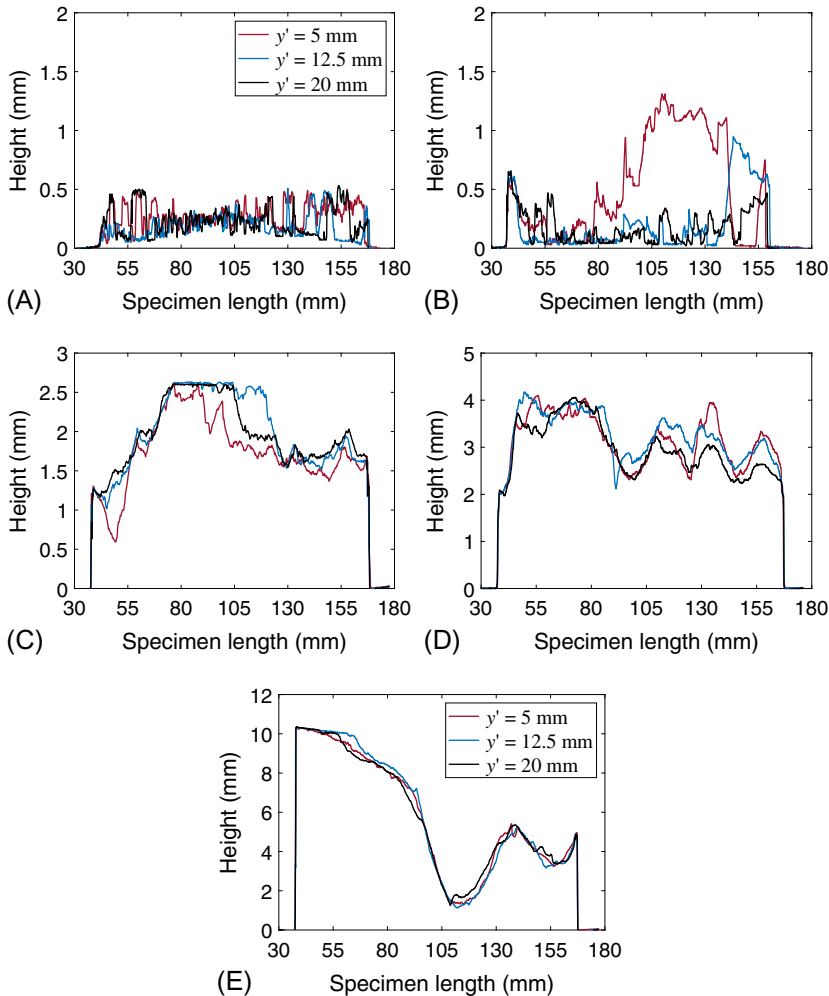 2
1.5
1
0.5
0
Height (mm)
y' = 5 mm
y' = 12.5 mm
y' = 20 mm
30 55 80 105 130 155 180
Specimen length (mm)
(A)
2
1.5
1
0.5
0
Height (mm)
30 55 80 105 130 155 180
Specimen length (mm)
(B)
3
2.5
2
1.5
1
0.5
0
Height (mm)
30 55 80 105 130 155 180
Specimen length (mm)
(C)
5
4
3
2
1
0
Height (mm)
30 55 80 105 130 155 180
Specimen length (mm)
(D)
12
10
8
6
4
2
0
Height (mm)
y' = 5 mm
y' = 12.5 mm
y' = 20 mm
30 55 80 105 130 155 180
Specimen length (mm)
(E)